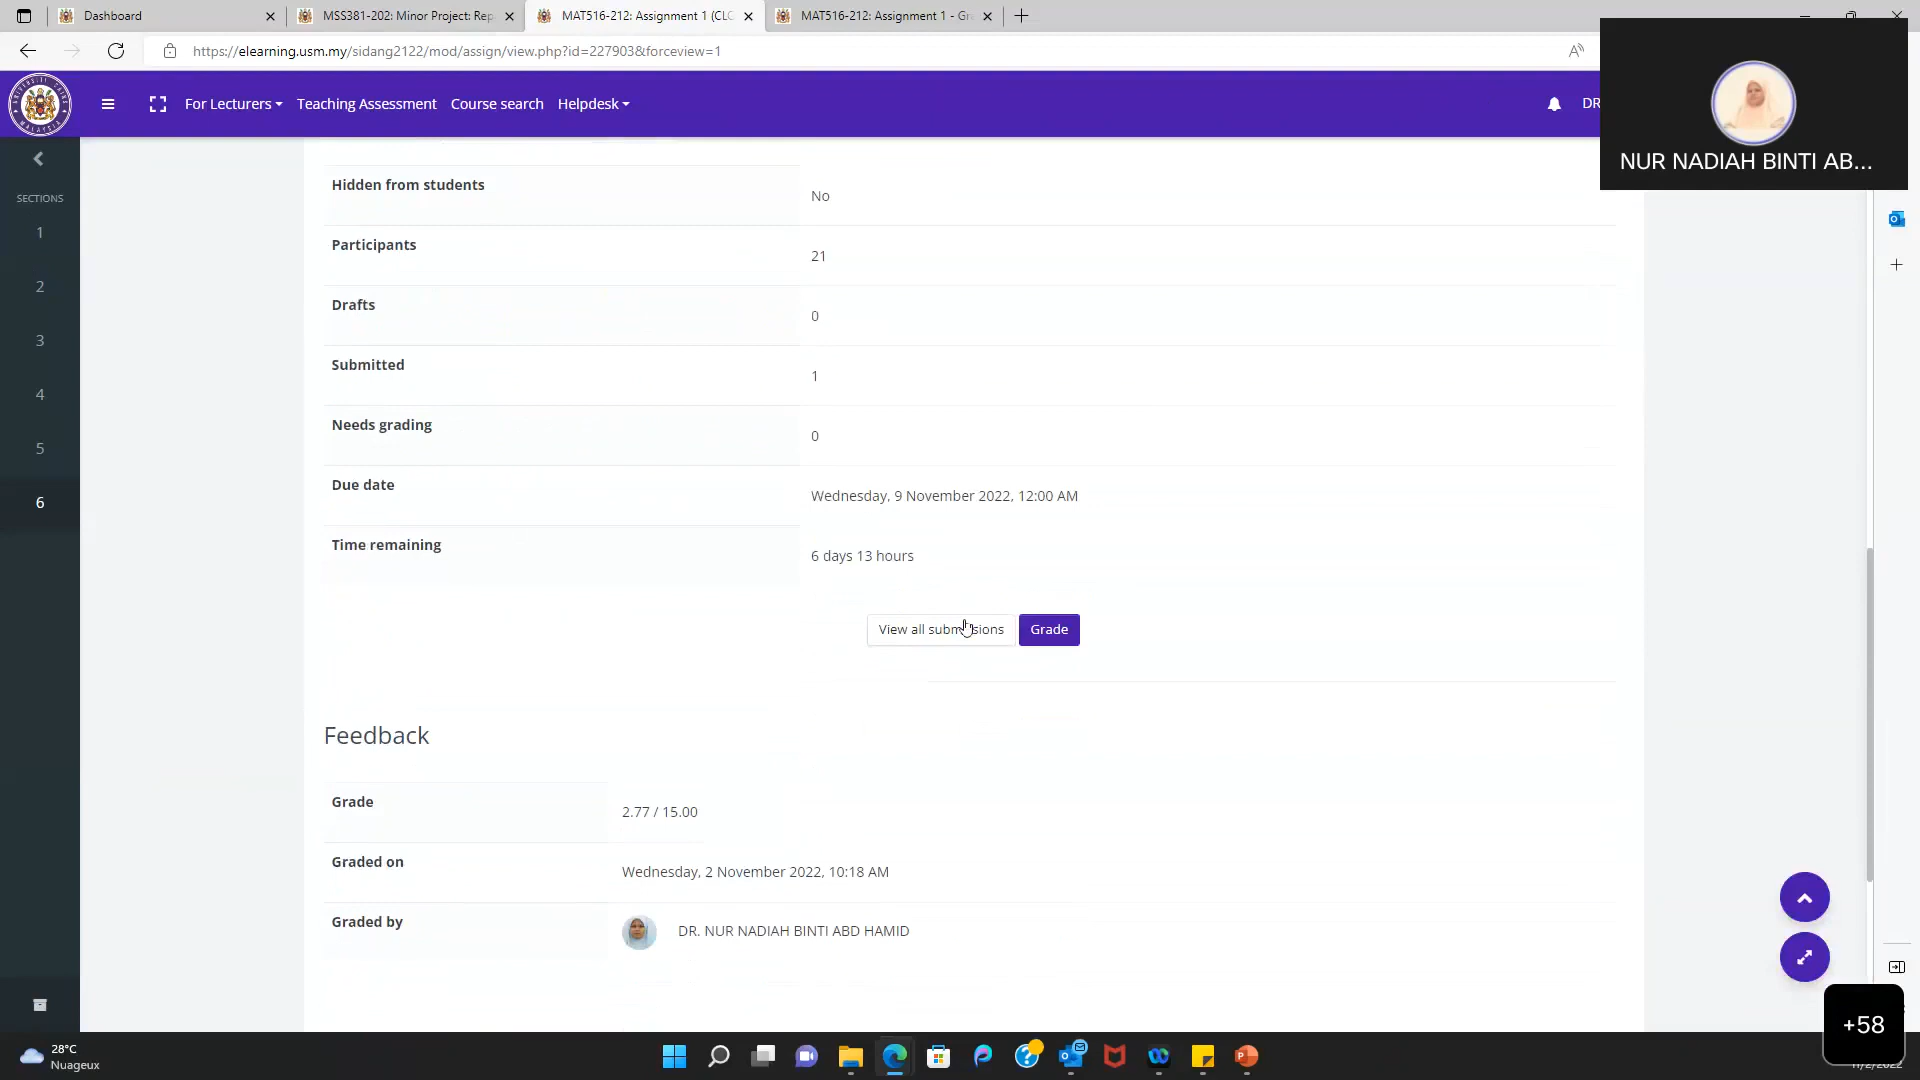 Dashboard
MSS381-202: Minor Project: Rep
MAT516-212: Assignment 1 (CLC
MAT516-212: Assignment 1 - Gr
https://elearning.usm.my/sidang2122/mod/assign/view.php?id=227903&forceview=1
For Lecturers
Teaching Assessment
Course search
Helpdesk
DR
NUR NADIAH BINTI AB...
SECTIONS
1
2
3
4
5
6
Hidden from students
No
Participants
21
Drafts
0
Submitted
1
Needs grading
0
Due date
Wednesday, 9 November 2022, 12:00 AM
Time remaining
6 days 13 hours
View all submissions
Grade
Feedback
Grade
2.77 / 15.00
Graded on
Wednesday, 2 November 2022, 10:18 AM
Graded by
DR. NUR NADIAH BINTI ABD HAMID
+58
28°C
Nuageux
11/2/2022